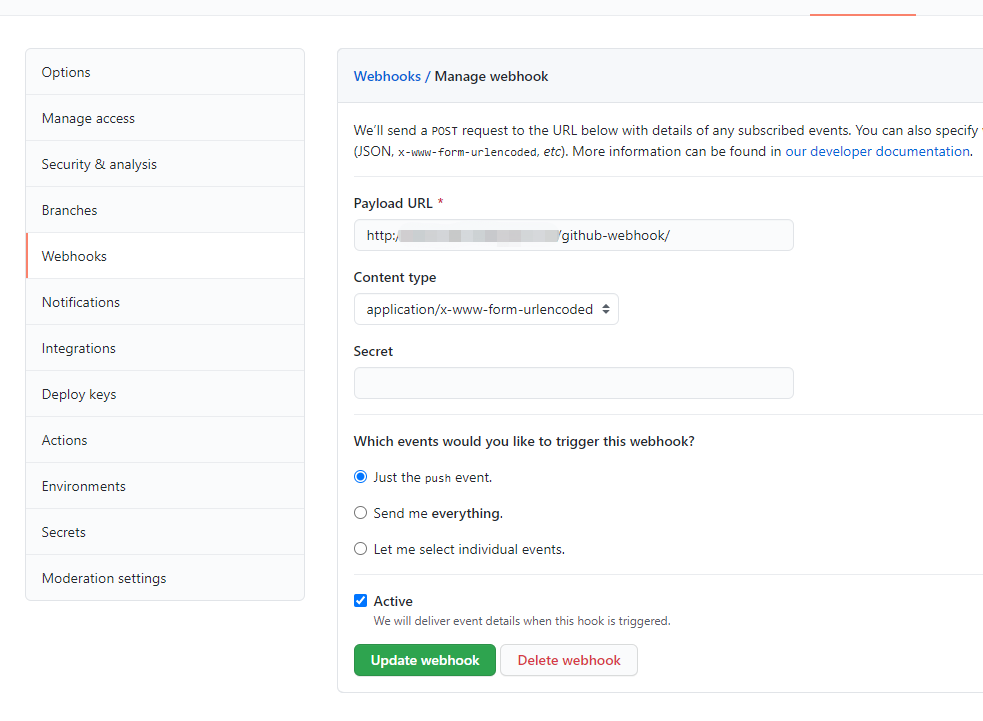 Options
Manage access
Security & analysis
Branches
Webhooks
Notifications
Integrations
Deploy keys
Actions
Environments
Secrets
Moderation settings
Webhooks / Manage webhook
We'll send a POST request to the URL below with details of any subscribed events. You can also specify
(JSON, x-www-form-urlencoded, etc). More information can be found in our developer documentation.
Payload URL *
http:/ /github-webhook/
Content type
application/x-www-form-urlencoded
Secret
Which events would you like to trigger this webhook?
Just the push event.
Send me everything.
Let me select individual events.
Active
We will deliver event details when this hook is triggered.
Update webhook
Delete webhook